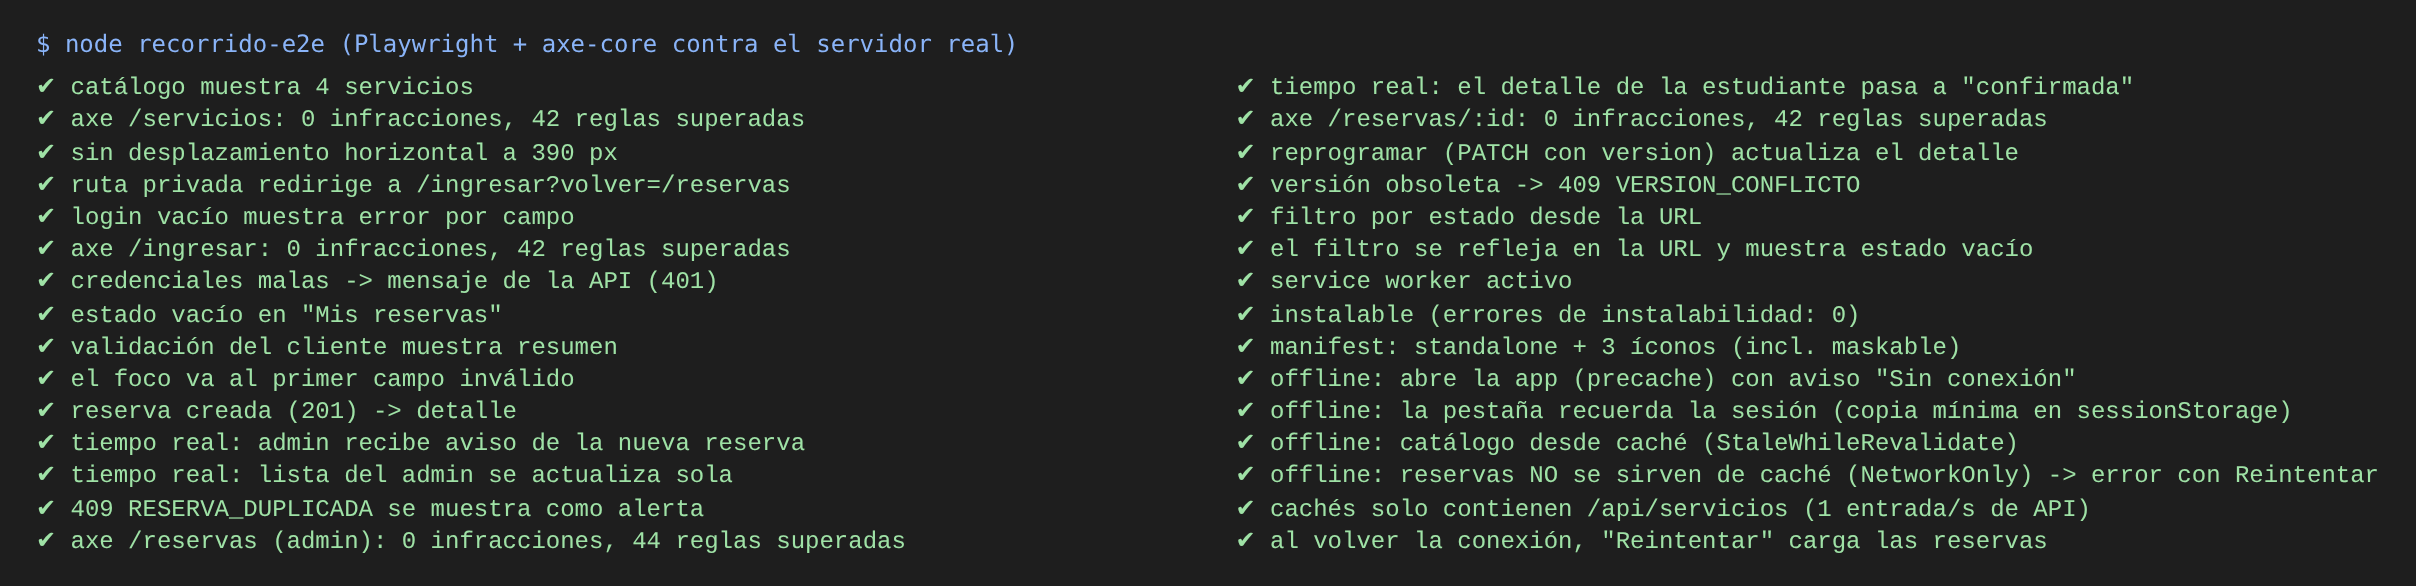 $ node recorrido-e2e (Playwright + axe-core contra el servidor real)
✔ catálogo muestra 4 servicios
✔ axe /servicios: 0 infracciones, 42 reglas superadas
✔ sin desplazamiento horizontal a 390 px
✔ ruta privada redirige a /ingresar?volver=/reservas
✔ login vacío muestra error por campo
✔ axe /ingresar: 0 infracciones, 42 reglas superadas
✔ credenciales malas -> mensaje de la API (401)
✔ estado vacío en "Mis reservas"
✔ validación del cliente muestra resumen
✔ el foco va al primer campo inválido
✔ reserva creada (201) -> detalle
✔ tiempo real: admin recibe aviso de la nueva reserva
✔ tiempo real: lista del admin se actualiza sola
✔ 409 RESERVA_DUPLICADA se muestra como alerta
✔ axe /reservas (admin): 0 infracciones, 44 reglas superadas
✔ tiempo real: el detalle de la estudiante pasa a "confirmada"
✔ axe /reservas/:id: 0 infracciones, 42 reglas superadas
✔ reprogramar (PATCH con version) actualiza el detalle
✔ versión obsoleta -> 409 VERSION_CONFLICTO
✔ filtro por estado desde la URL
✔ el filtro se refleja en la URL y muestra estado vacío
✔ service worker activo
✔ instalable (errores de instalabilidad: 0)
✔ manifest: standalone + 3 íconos (incl. maskable)
✔ offline: abre la app (precache) con aviso "Sin conexión"
✔ offline: la pestaña recuerda la sesión (copia mínima en sessionStorage)
✔ offline: catálogo desde caché (StaleWhileRevalidate)
✔ offline: reservas NO se sirven de caché (NetworkOnly) -> error con Reintentar
✔ cachés solo contienen /api/servicios (1 entrada/s de API)
✔ al volver la conexión, "Reintentar" carga las reservas